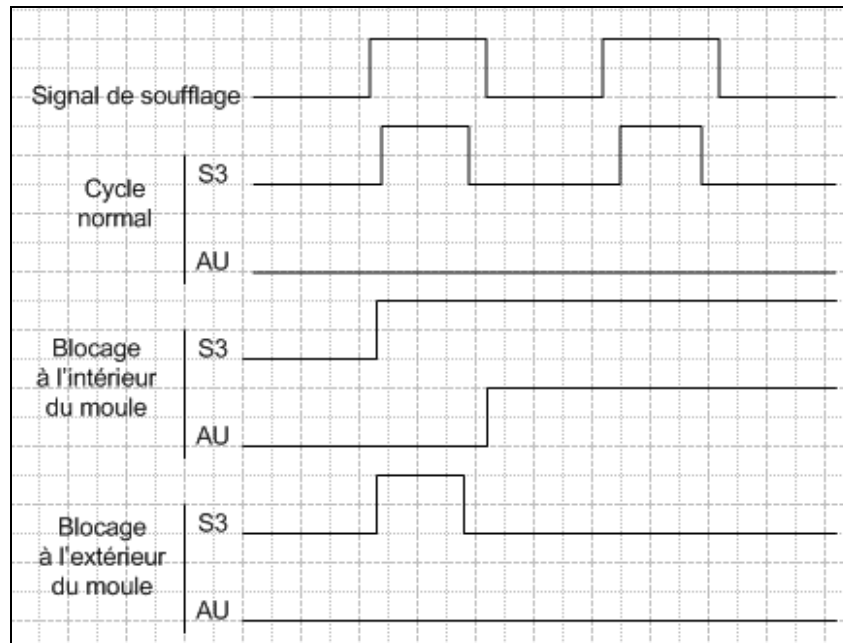 Signal de soufflage
Cycle
normal
S3
AU
Blocage
à l'intérieur
du moule
S3
AU
Blocage
à l'extérieur
du moule
S3
AU